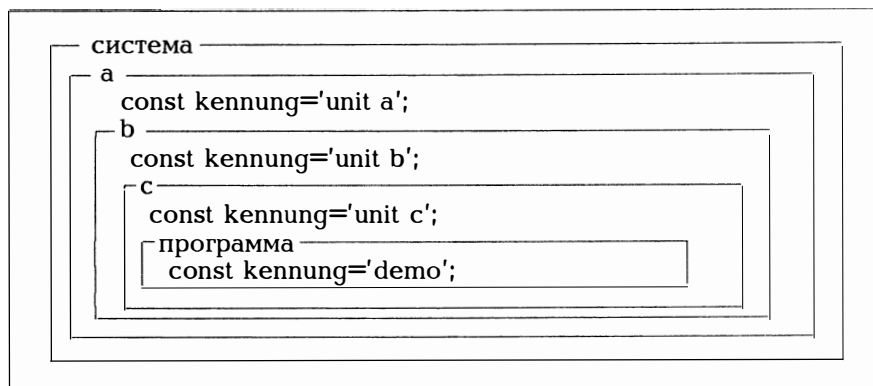 система
a
const kennung='unit a';
b
const kennung='unit b';
c
const kennung='unit c';
программа
const kennung='demo';